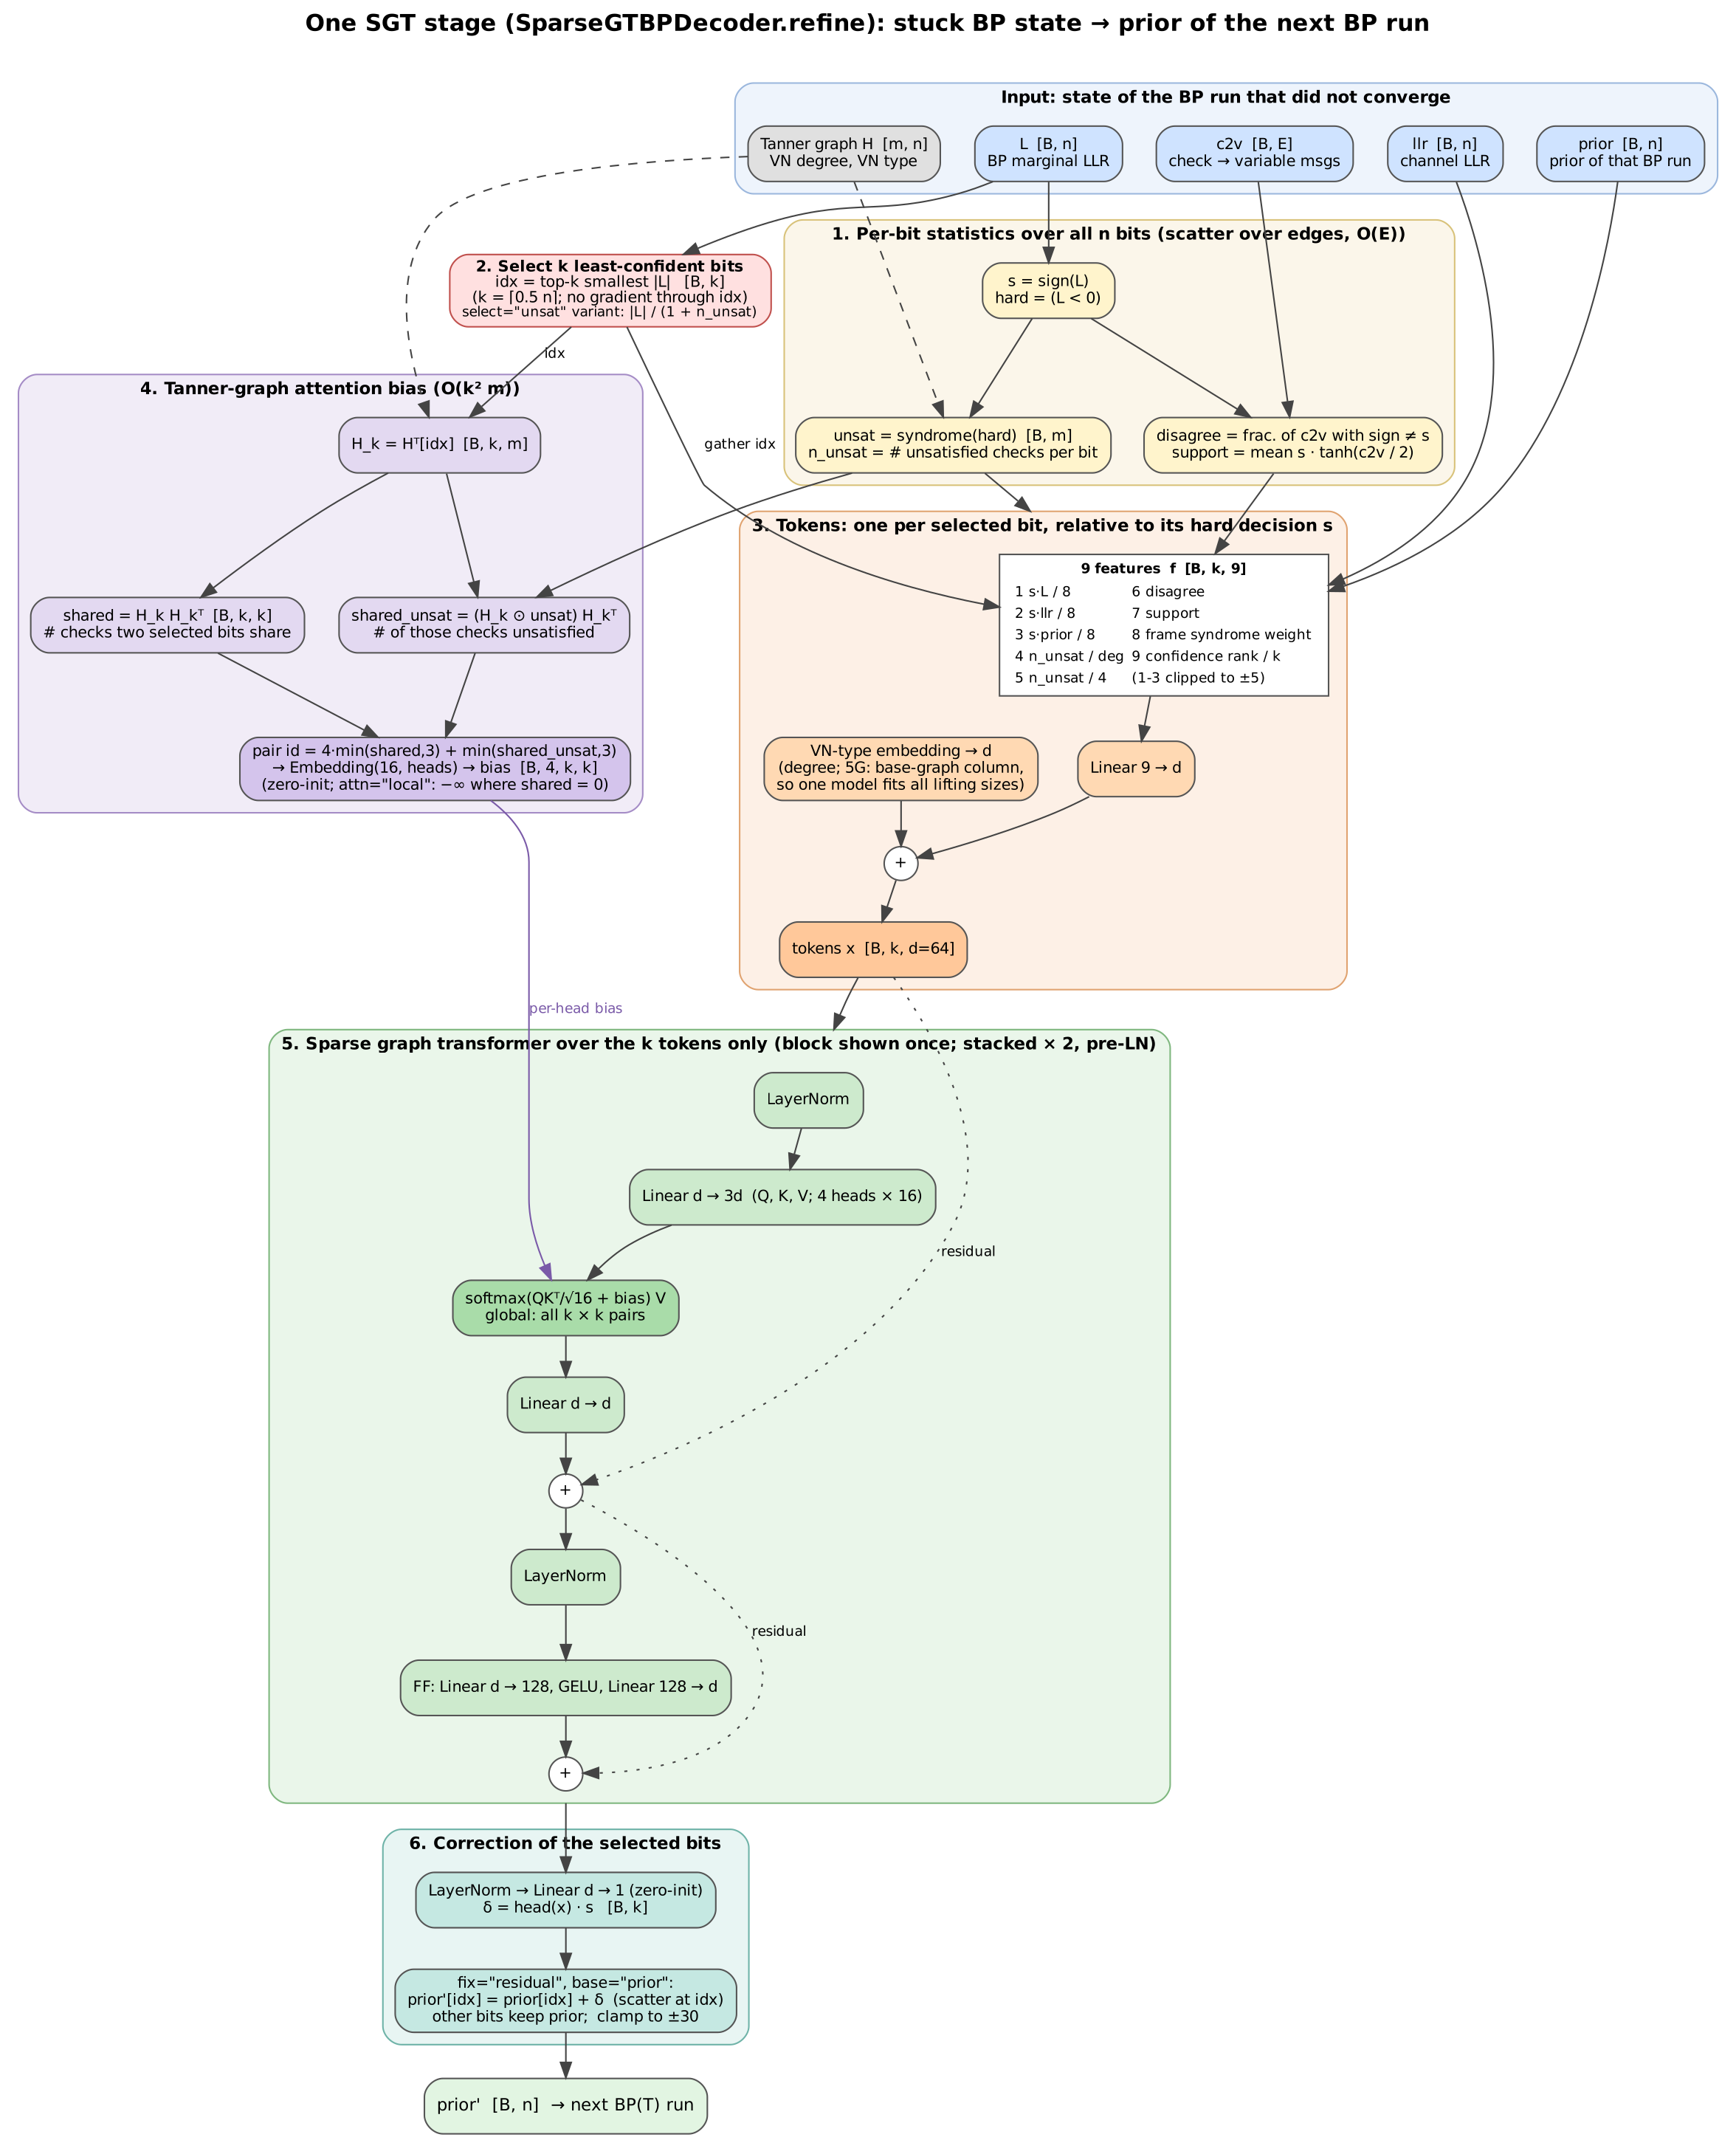 One SGT stage (SparseGTBPDecoder.refine): stuck BP state → prior of the next BP run
Input: state of the BP run that did not converge
Tanner graph H [m, n]
VN degree, VN type
L [B, n]
BP marginal LLR
c2v [B, E]
check → variable msgs
llr [B, n]
channel LLR
prior [B, n]
prior of that BP run
1. Per-bit statistics over all n bits (scatter over edges, O(E))
s = sign(L)
hard = (L < 0)
2. Select k least-confident bits
idx = top-k smallest |L| [B, k]
(k = ⌈0.5 n⌉; no gradient through idx)
select="unsat" variant: |L| / (1 + n_unsat)
idx
gather idx
4. Tanner-graph attention bias (O(k² m))
H_k = Hᵀ[idx] [B, k, m]
unsat = syndrome(hard) [B, m]
n_unsat = # unsatisfied checks per bit
disagree = frac. of c2v with sign ≠ s
support = mean s · tanh(c2v / 2)
3. Tokens: one per selected bit, relative to its hard decision s
9 features f [B, k, 9]
1 s·L / 8 6 disagree
2 s·llr / 8 7 support
3 s·prior / 8 8 frame syndrome weight
4 n_unsat / deg 9 confidence rank / k
5 n_unsat / 4 (1-3 clipped to ±5)
shared = H_k H_kᵀ [B, k, k]
# checks two selected bits share
shared_unsat = (H_k ⊙ unsat) H_kᵀ
# of those checks unsatisfied
pair id = 4·min(shared,3) + min(shared_unsat,3)
→ Embedding(16, heads) → bias [B, 4, k, k]
(zero-init; attn="local": −∞ where shared = 0)
VN-type embedding → d
(degree; 5G: base-graph column,
so one model fits all lifting sizes)
Linear 9 → d
+
tokens x [B, k, d=64]
per-head bias
5. Sparse graph transformer over the k tokens only (block shown once; stacked × 2, pre-LN)
LayerNorm
Linear d → 3d (Q, K, V; 4 heads × 16)
residual
softmax(QKᵀ/√16 + bias) V
global: all k × k pairs
Linear d → d
+
LayerNorm
residual
FF: Linear d → 128, GELU, Linear 128 → d
+
6. Correction of the selected bits
LayerNorm → Linear d → 1 (zero-init)
δ = head(x) · s [B, k]
fix="residual", base="prior":
prior'[idx] = prior[idx] + δ (scatter at idx)
other bits keep prior; clamp to ±30
prior' [B, n] → next BP(T) run